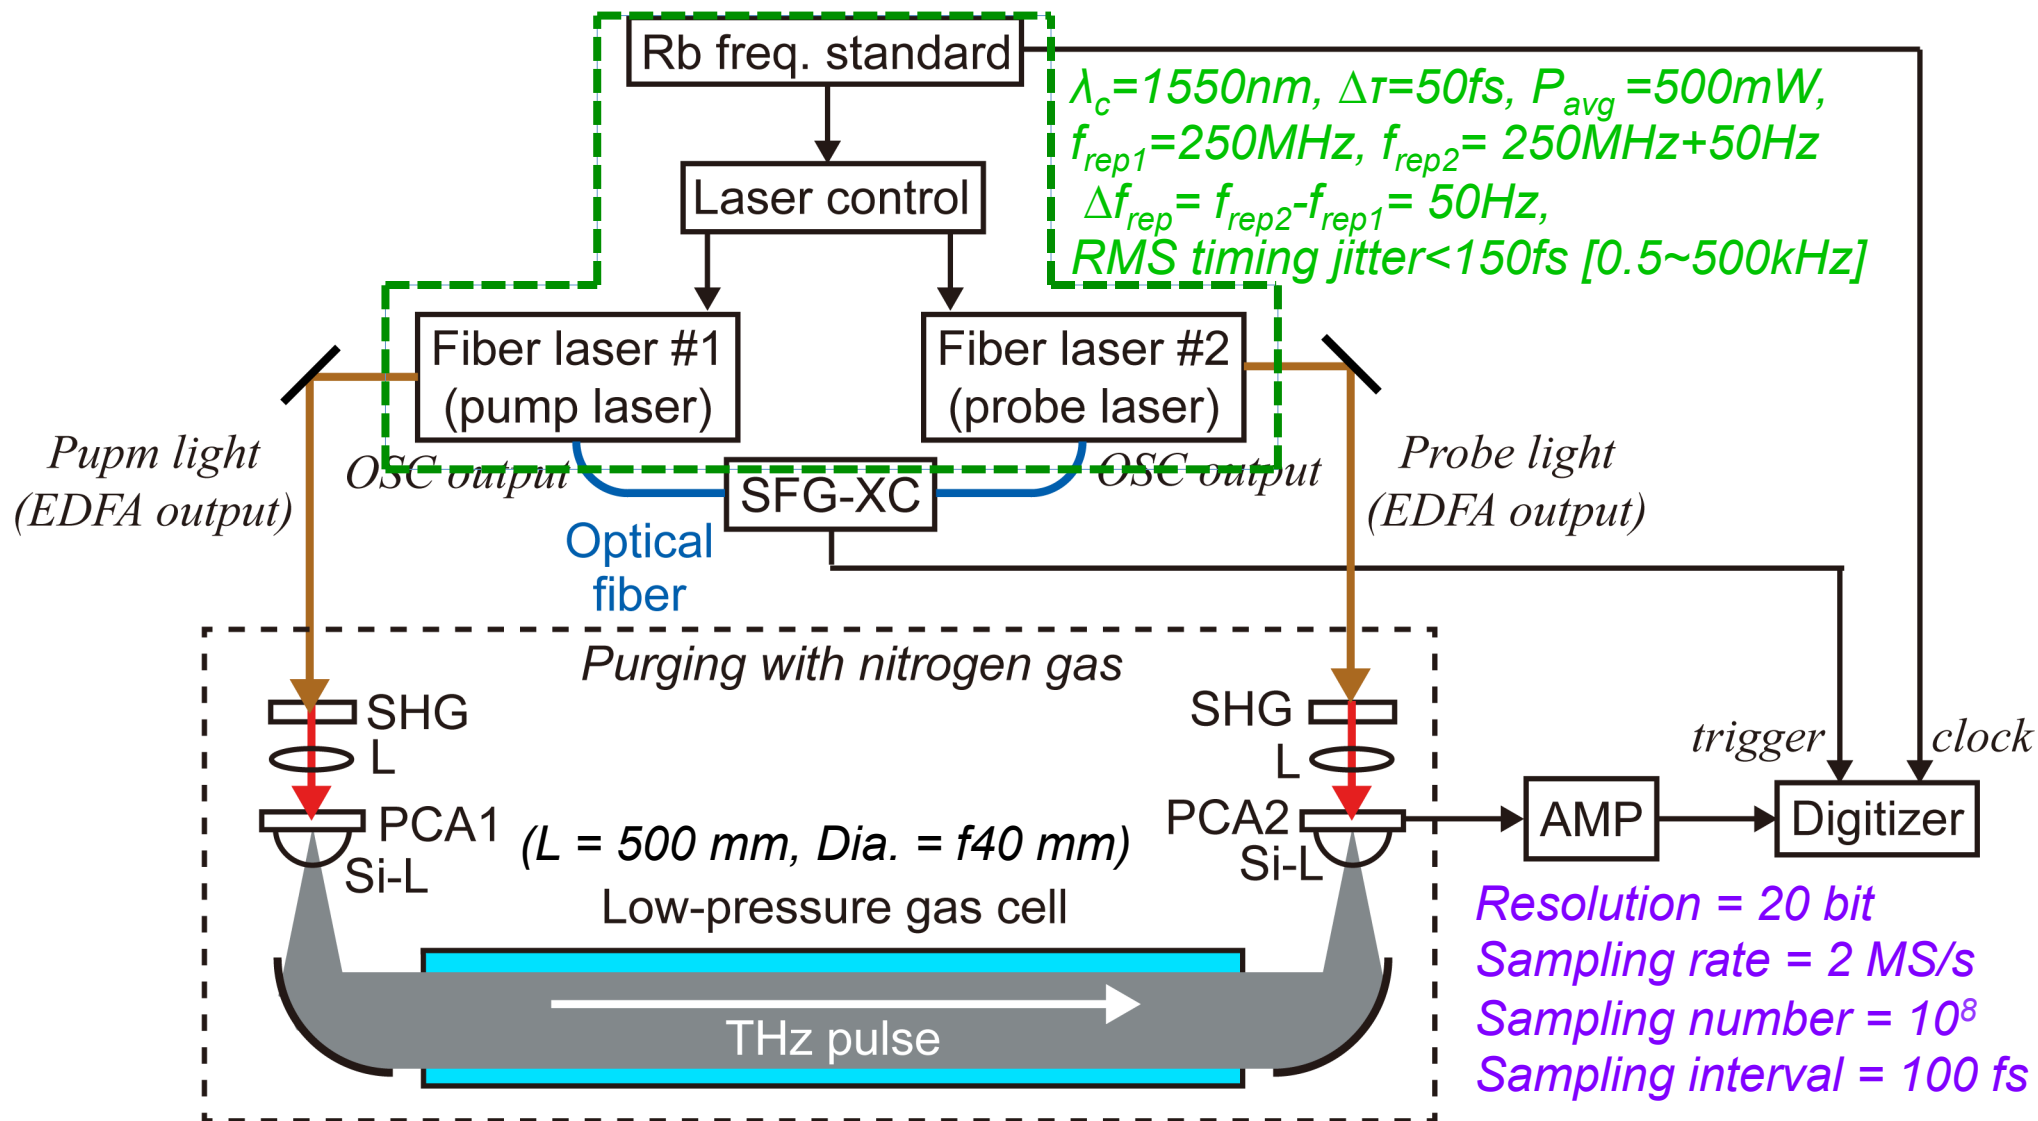 Rb freq. standard
λc=1550nm, Δτ=50fs, Pavg =500mW,
frep1=250MHz, frep2= 250MHz+50Hz
Δfrep= frep2-frep1= 50Hz,
RMS timing jitter<150fs [0.5~500kHz]
Laser control
Fiber laser #1
(pump laser)
Fiber laser #2
(probe laser)
Pupm light
(EDFA output)
OSC output
OSC output
Probe light
(EDFA output)
SFG-XC
Optical
fiber
Purging with nitrogen gas
SHG
L
SHG
L
trigger
clock
PCA1
Si-L
(L = 500 mm, Dia. = f40 mm)
Low-pressure gas cell
PCA2
Si-L
AMP
Digitizer
THz pulse
Resolution = 20 bit
Sampling rate = 2 MS/s
Sampling number = 10⁸
Sampling interval = 100 fs